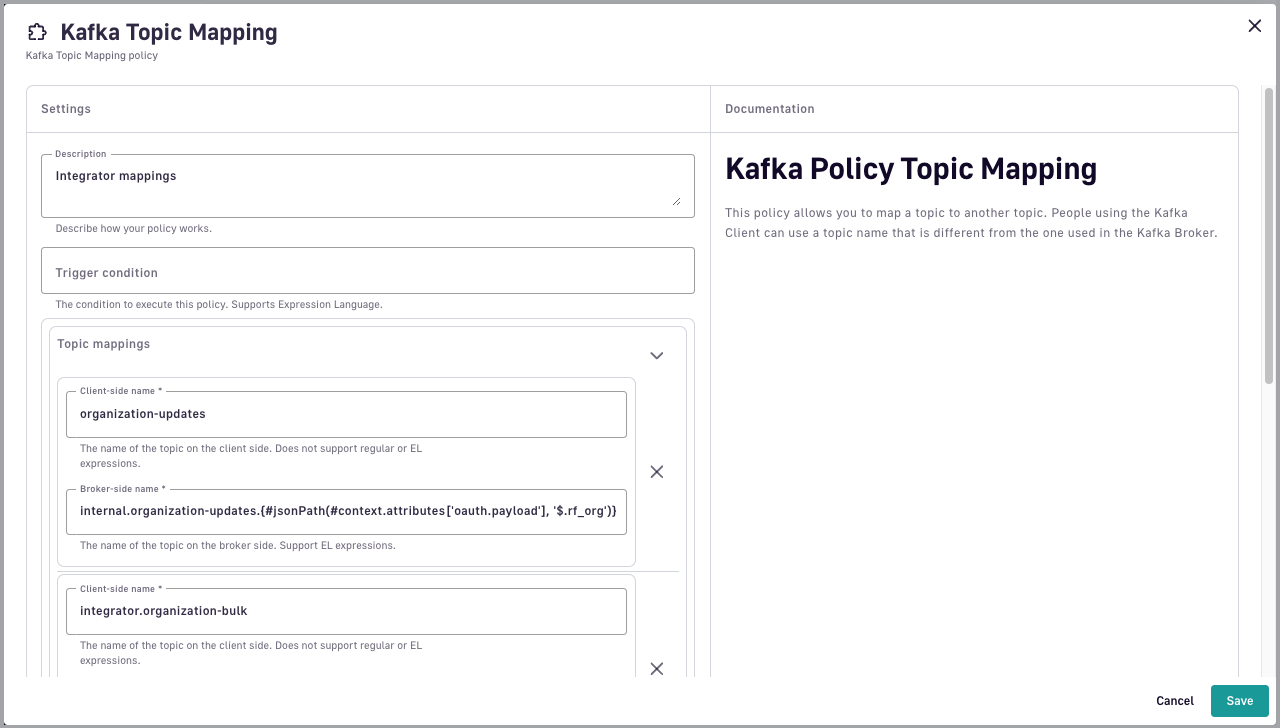 Kafka Topic Mapping
Kafka Topic Mapping policy
Settings
Description
Integrator mappings
Describe how your policy works.
Trigger condition
The condition to execute this policy. Supports Expression Language.
Topic mappings
Client-side name *
organization-updates
The name of the topic on the client side. Does not support regular or EL
expressions.
Broker-side name *
internal.organization-updates.{#jsonPath(#context.attributes['oauth.payload'], '$.rf_org')}
The name of the topic on the broker side. Support EL expressions.
Client-side name *
integrator.organization-bulk
The name of the topic on the client side. Does not support regular or EL
expressions.
Documentation
Kafka Policy Topic Mapping
This policy allows you to map a topic to another topic. People using the Kafka
Client can use a topic name that is different from the one used in the Kafka Broker.
Cancel
Save